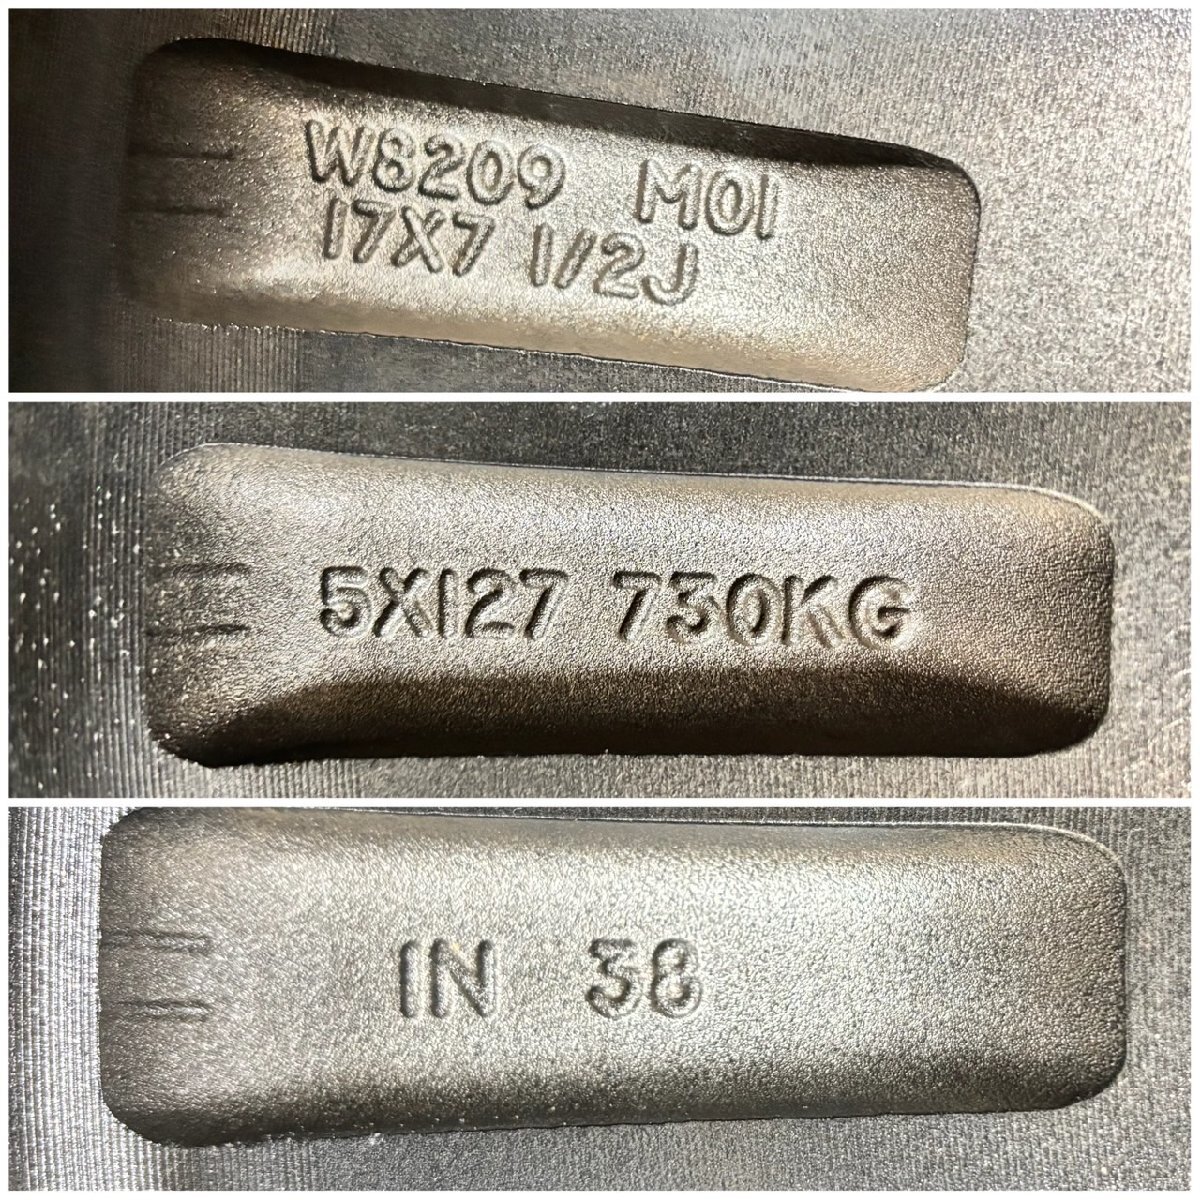 W8209 M01
17X7 1/2J
5X127 730KG
IN 38